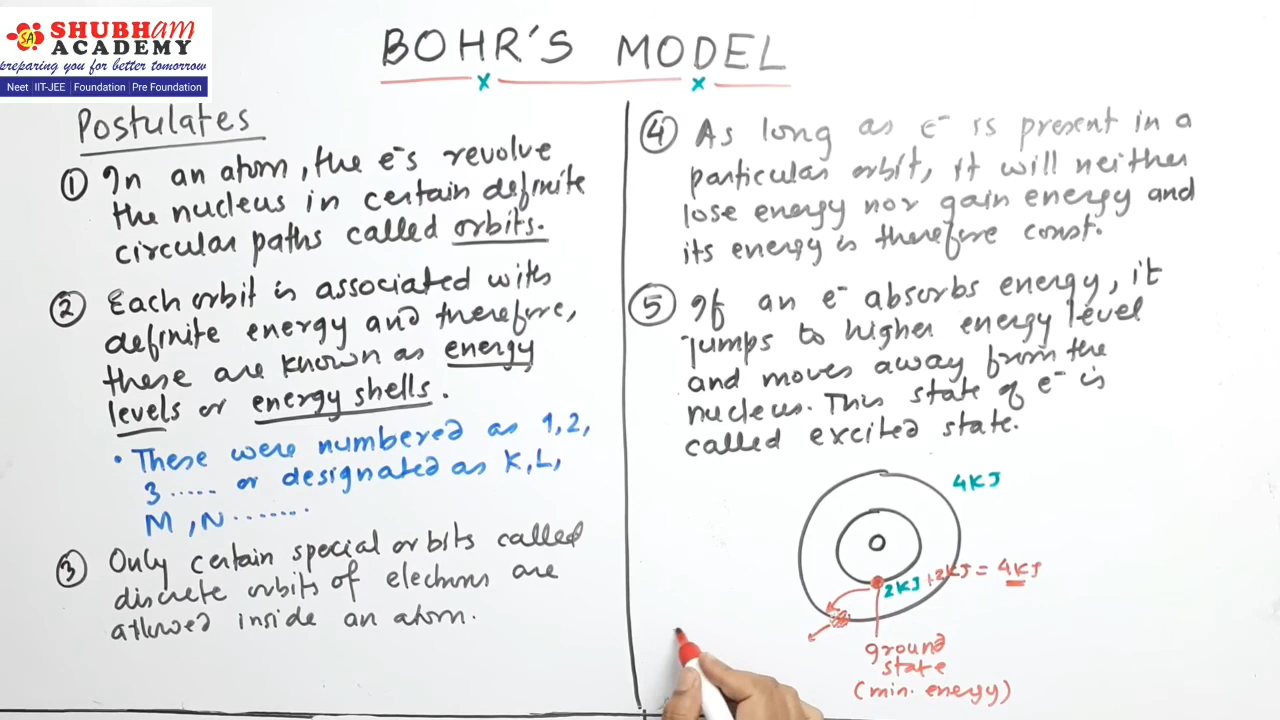 SHUBHAM
ACADEMY
SA
preparing you for better tomorrow
Neet | IIT-JEE | Foundation | Pre Foundation
BOHR'S MODEL
Postulates
① In an atom, the e⁻s revolve
the nucleus in certain definite
circular paths called orbits.
② Each orbit is associated with
definite energy and therefore,
these are known as energy
levels or energy shells.
• These were numbered as 1,2,
3 ..... or designated as K, L,
M, N .......
③ Only certain special orbits called
discrete orbits of electrons are
allowed inside an atom.
④ As long as e⁻ is present in a
particular orbit, it will neither
lose energy nor gain energy and
its energy is therefore const.
⑤ If an e⁻ absorbs energy, it
jumps to higher energy level
and moves away from the
nucleus. This state of e⁻ is
called excited state.
4KJ
2KJ +2KJ = 4KJ
ground
state
(min. energy)